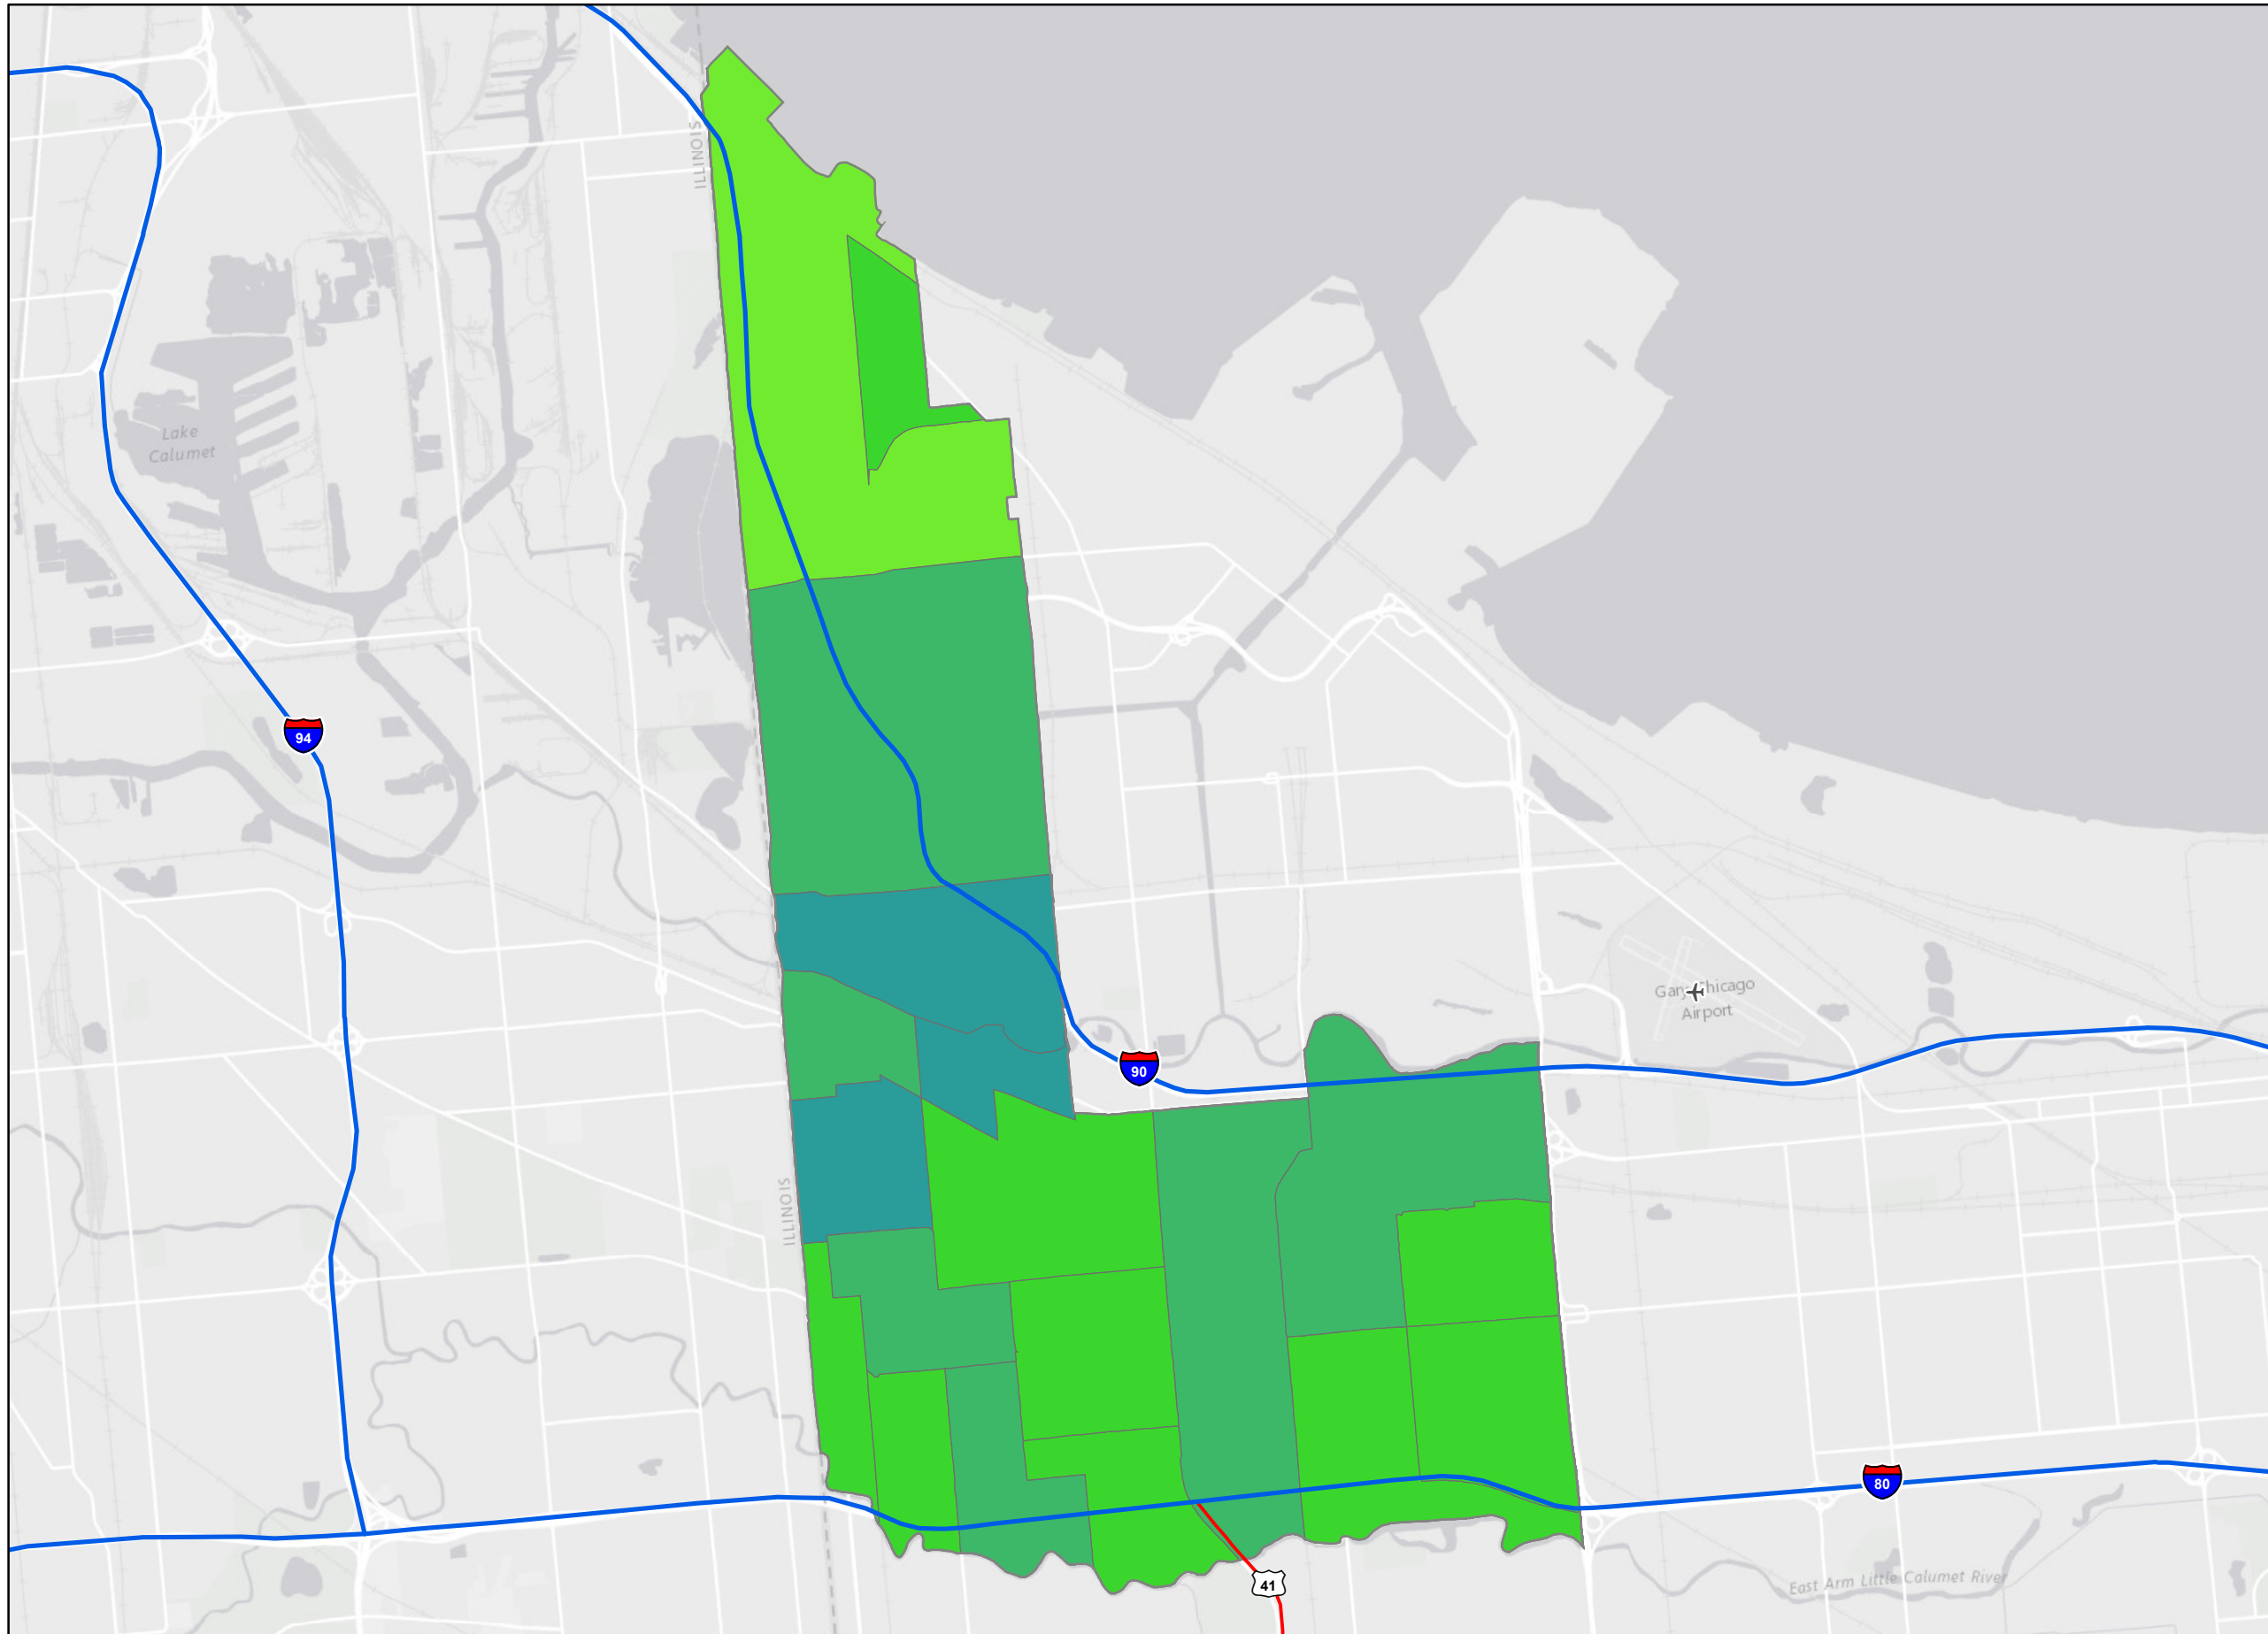 ILLINOIS
Lake
Calumet
94
Gary/Chicago
Airport
90
ILLINOIS
80
41
East Arm Little Calumet River